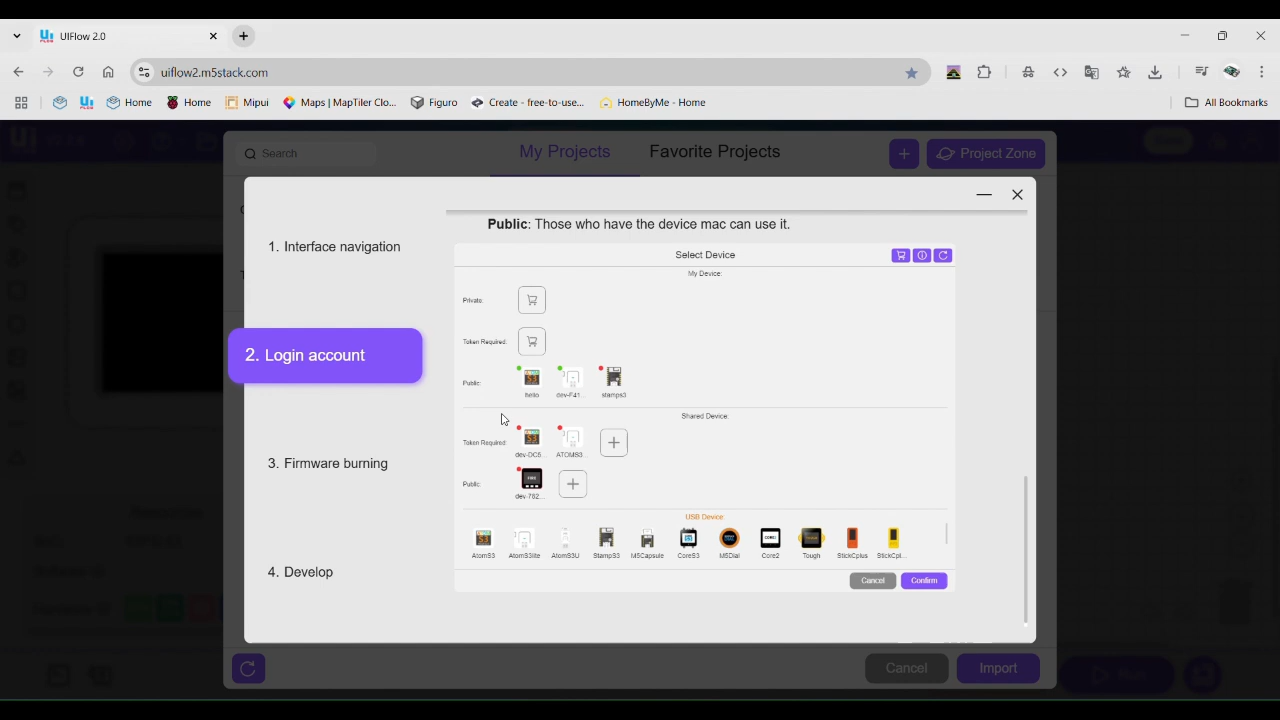 UIFlow 2.0
uiflow2.m5stack.com
Home
Home
Mipui
Maps | MapTiler Clo...
Figuro
Create - free-to-use...
HomeByMe - Home
All Bookmarks
Search
My Projects
Favorite Projects
+
Project Zone
Public: Those who have the device mac can use it.
1. Interface navigation
2. Login account
3. Firmware burning
4. Develop
Select Device
My Device:
Private:
Token Required:
Public:
hello
dev-F41...
stamps3
Shared Device:
Token Required:
dev-DC5...
ATOMS3...
Public:
dev-782...
USB Device:
AtomS3
AtomS3lite
AtomS3U
StampS3
M5Capsule
CoreS3
M5Dial
Core2
Tough
StickCplus
StickCpl...
Cancel
Confirm
Cancel
Import